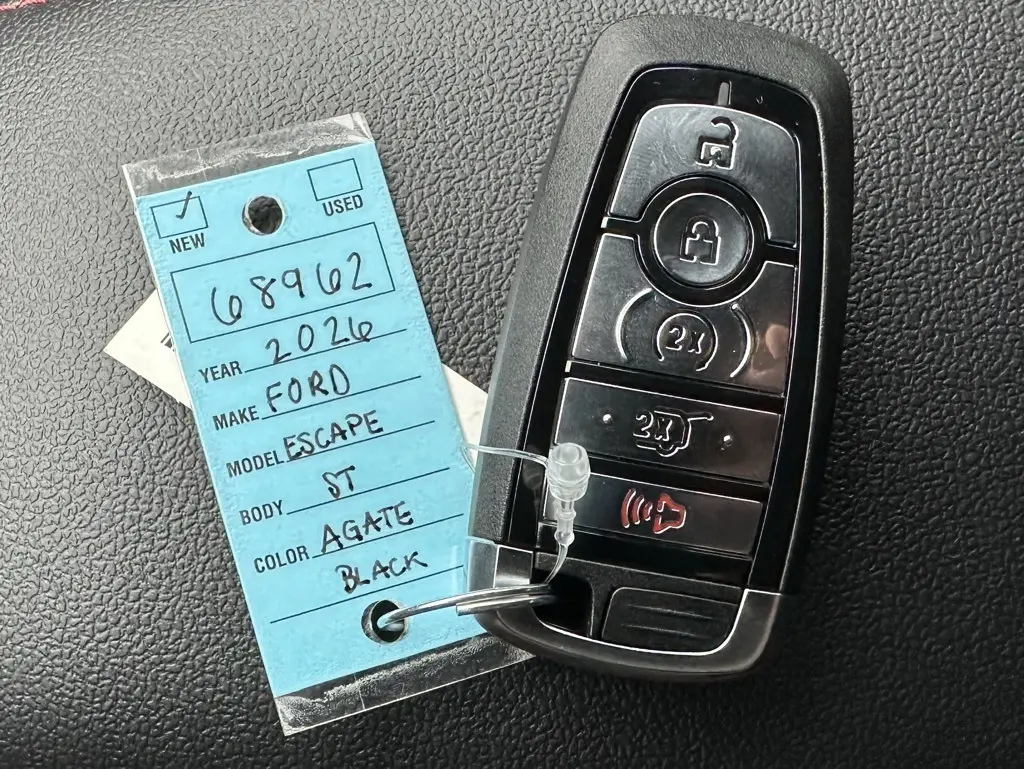 ✓
NEW
USED
68962
YEAR 2026
MAKE FORD
MODEL ESCAPE
BODY ST
COLOR AGATE
BLACK
2x
2x